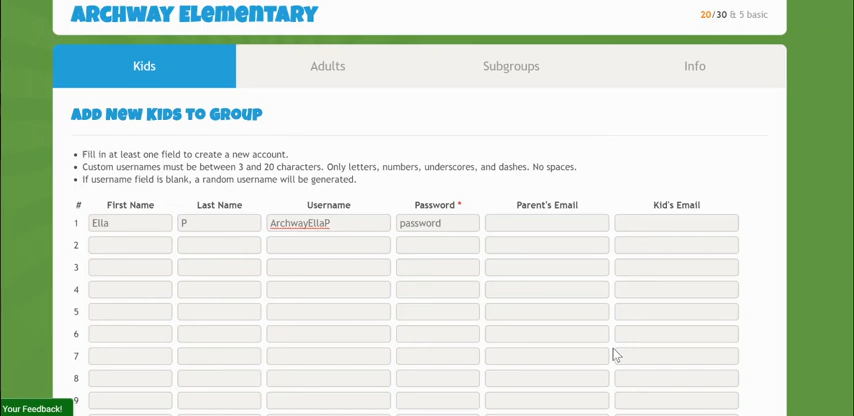 Archway Elementary
20/30 & 5 basic
Kids Adults Subgroups Info
Add New Kids to Group
• Fill in at least one field to create a new account.
• Custom usernames must be between 3 and 20 characters. Only letters, numbers, underscores, and dashes. No spaces.
• If username field is blank, a random username will be generated.
# First Name Last Name Username Password * Parent's Email Kid's Email
1 Ella P ArchwayEllaP password
2
3
4
5
6
7
8
9
Your Feedback!